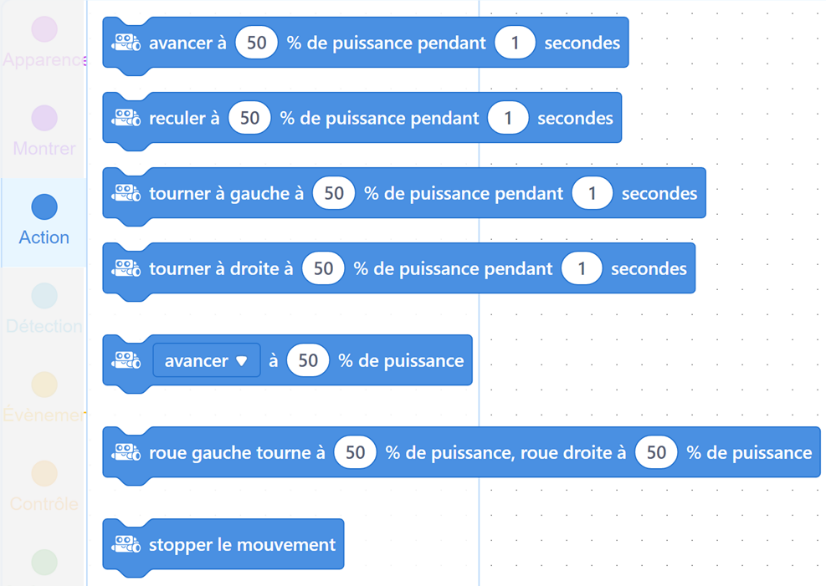 avancer à 50 % de puissance pendant 1 secondes
Apparence
reculer à 50 % de puissance pendant 1 secondes
Montrer
tourner à gauche à 50 % de puissance pendant 1 secondes
Action
tourner à droite à 50 % de puissance pendant 1 secondes
Détection
avancer à 50 % de puissance
Évènemen
roue gauche tourne à 50 % de puissance, roue droite à 50 % de puissance
Contrôle
stopper le mouvement